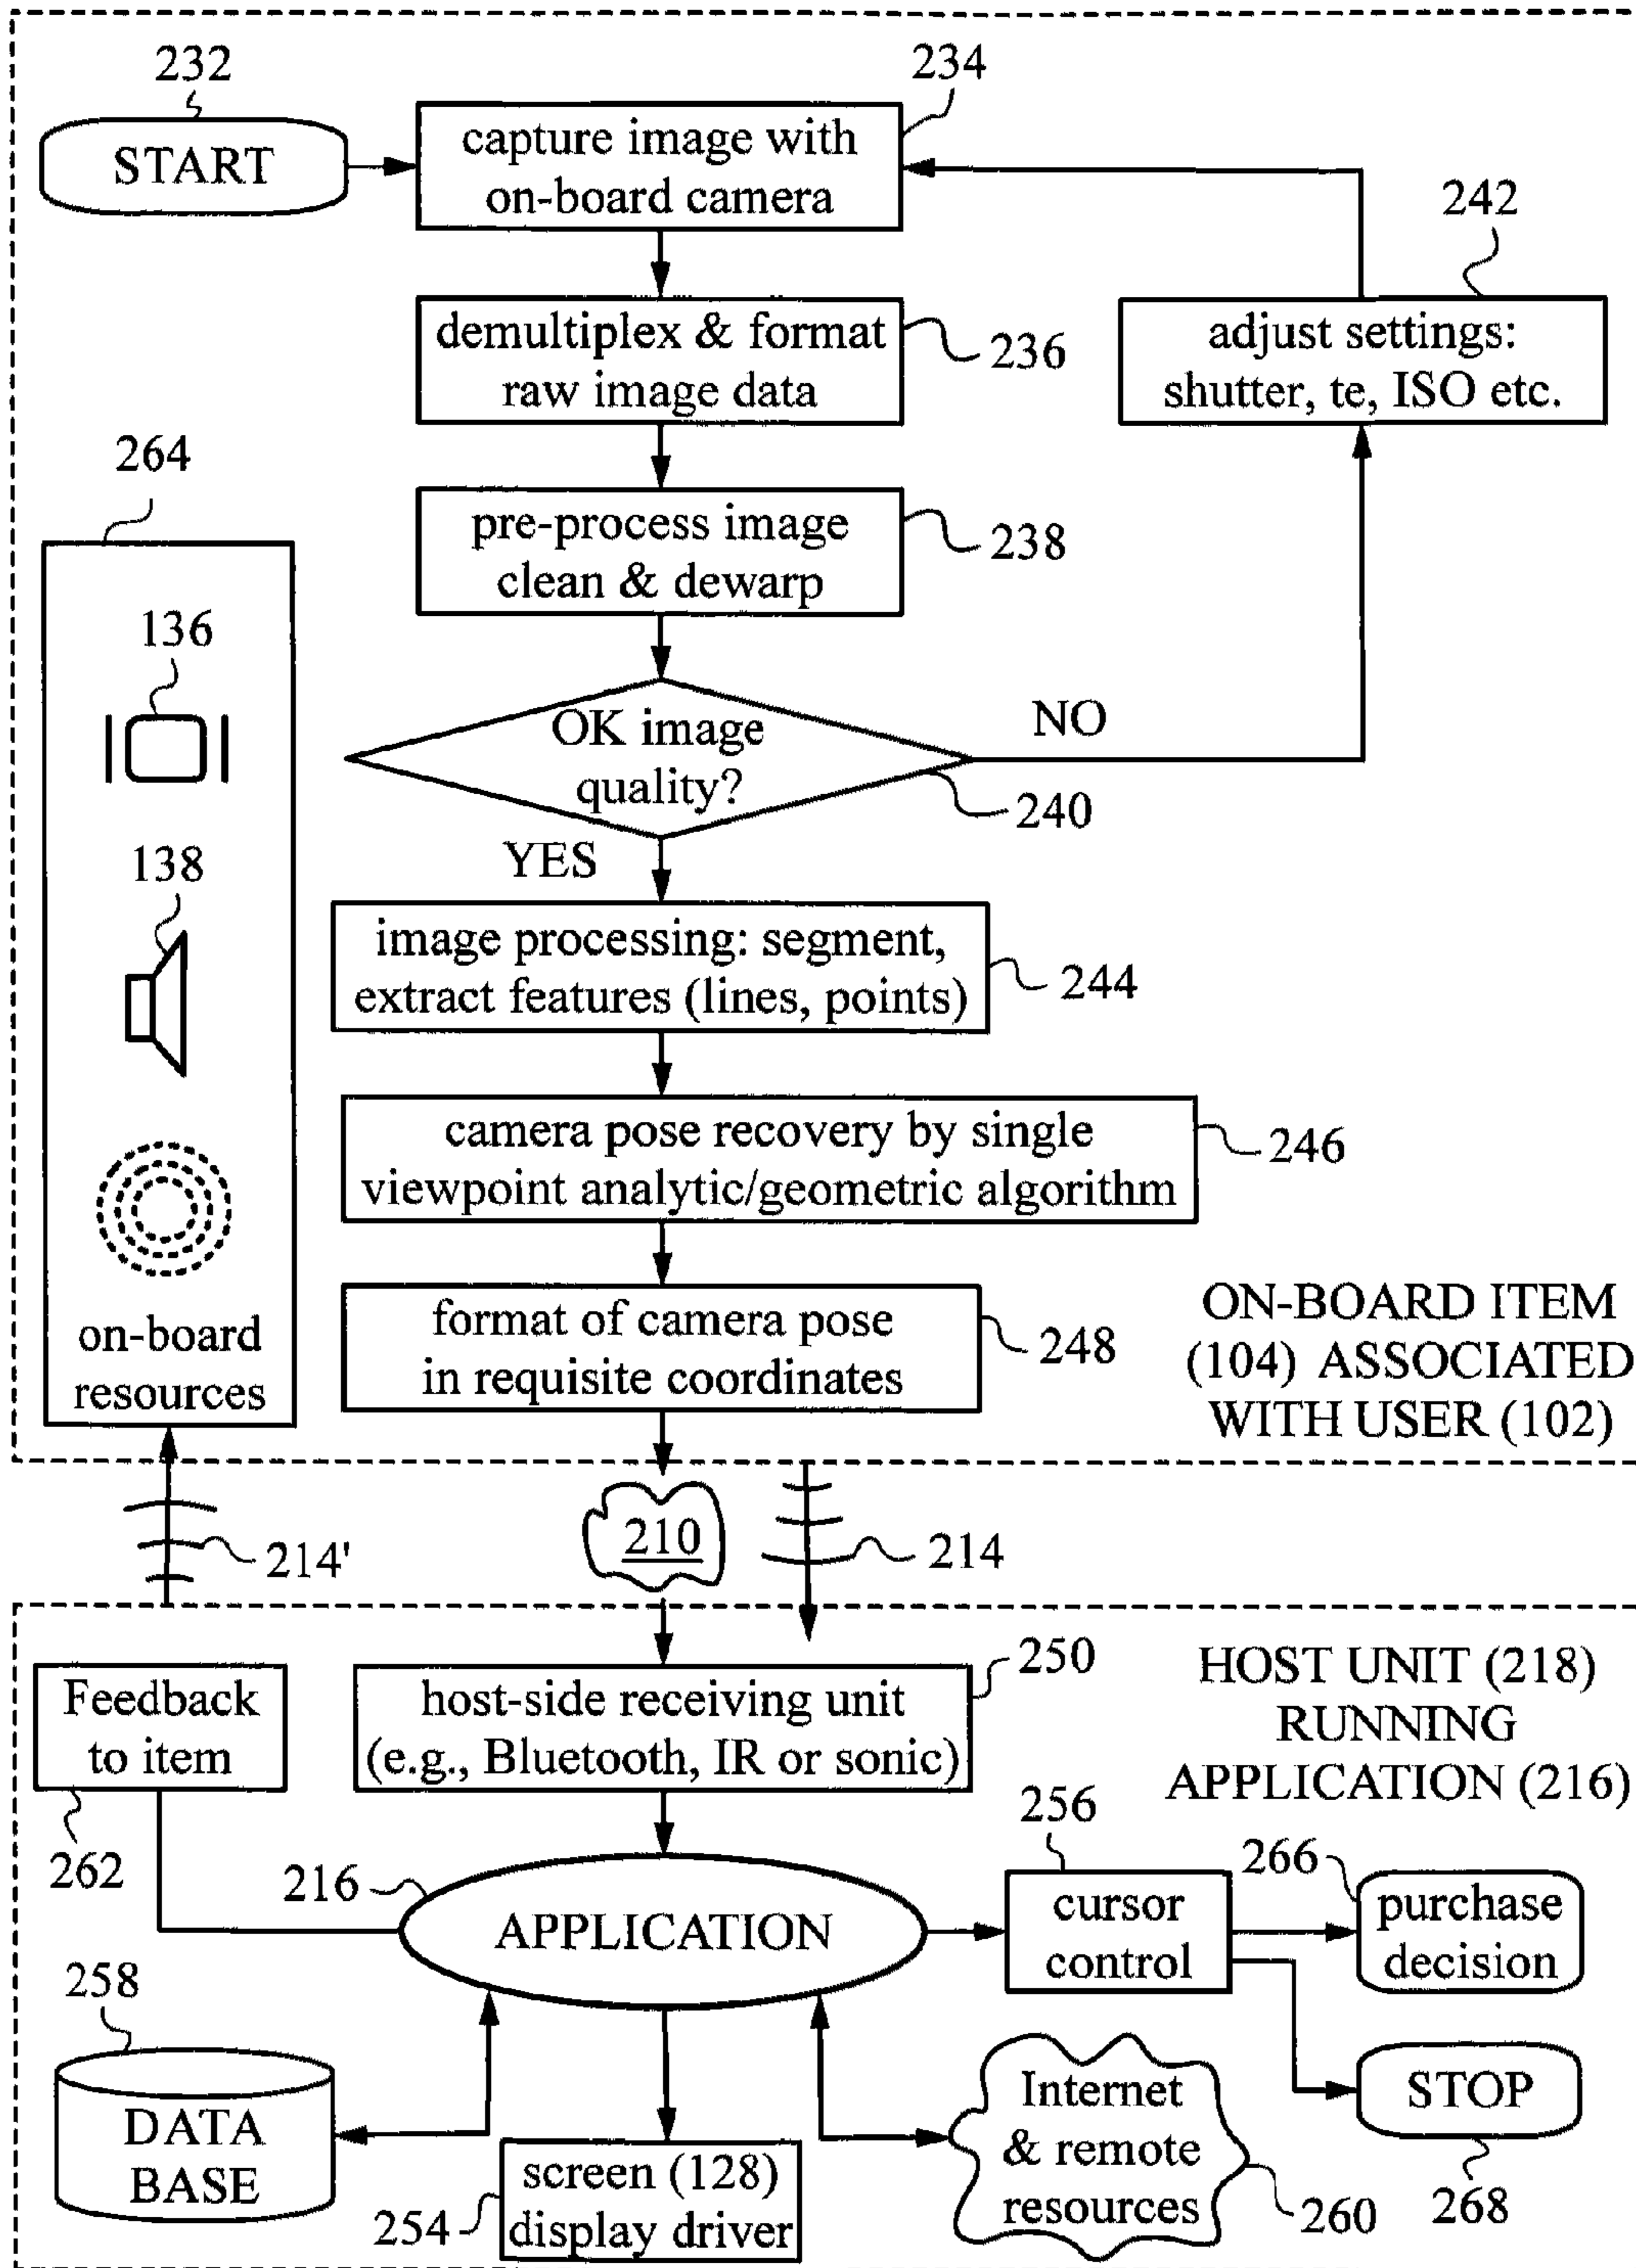 232
START
234
capture image with
on-board camera
242
adjust settings:
shutter, te, ISO etc.
demultiplex & format
raw image data
236
264
pre-process image
clean & dewarp
238
136
OK image
quality?
NO
240
YES
138
image processing: segment,
extract features (lines, points)
244
camera pose recovery by single
viewpoint analytic/geometric algorithm
246
on-board
resources
format of camera pose
in requisite coordinates
248
ON-BOARD ITEM
(104) ASSOCIATED
WITH USER (102)
214'
210
214
Feedback
to item
262
host-side receiving unit
(e.g., Bluetooth, IR or sonic)
250
HOST UNIT (218)
RUNNING
APPLICATION (216)
216
APPLICATION
256
cursor
control
266
purchase
decision
258
DATA
BASE
254
screen (128)
display driver
Internet
& remote
resources
260
STOP
268